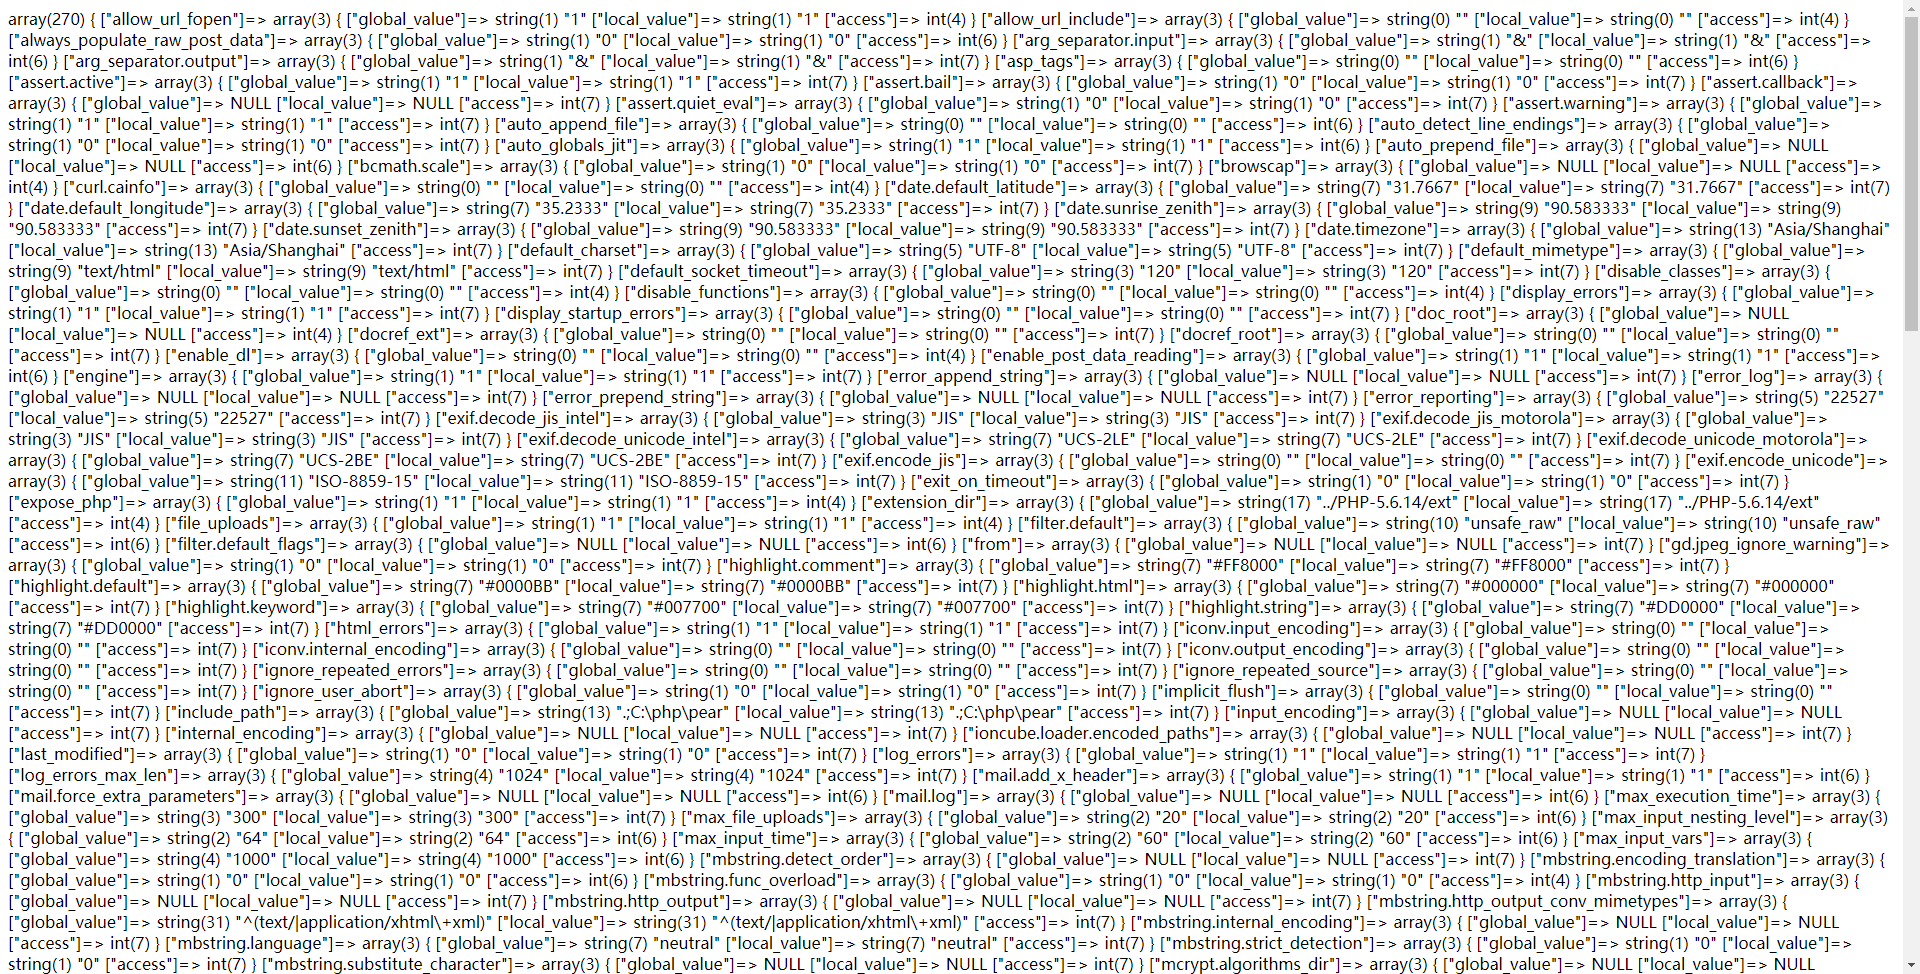 array(270) { ["allow_url_fopen"]=> array(3) { ["global_value"]=> string(1) "1" ["local_value"]=> string(1) "1" ["access"]=> int(4) } ["allow_url_include"]=> array(3) { ["global_value"]=> string(0) "" ["local_value"]=> string(0) "" ["access"]=> int(4) }
["always_populate_raw_post_data"]=> array(3) { ["global_value"]=> string(1) "0" ["local_value"]=> string(1) "0" ["access"]=> int(6) } ["arg_separator.input"]=> array(3) { ["global_value"]=> string(1) "&" ["local_value"]=> string(1) "&" ["access"]=>
int(6) } ["arg_separator.output"]=> array(3) { ["global_value"]=> string(1) "&" ["local_value"]=> string(1) "&" ["access"]=> int(7) } ["asp_tags"]=> array(3) { ["global_value"]=> string(0) "" ["local_value"]=> string(0) "" ["access"]=> int(6) }
["assert.active"]=> array(3) { ["global_value"]=> string(1) "1" ["local_value"]=> string(1) "1" ["access"]=> int(7) } ["assert.bail"]=> array(3) { ["global_value"]=> string(1) "0" ["local_value"]=> string(1) "0" ["access"]=> int(7) } ["assert.callback"]=>
array(3) { ["global_value"]=> NULL ["local_value"]=> NULL ["access"]=> int(7) } ["assert.quiet_eval"]=> array(3) { ["global_value"]=> string(1) "0" ["local_value"]=> string(1) "0" ["access"]=> int(7) } ["assert.warning"]=> array(3) { ["global_value"]=>
string(1) "1" ["local_value"]=> string(1) "1" ["access"]=> int(7) } ["auto_append_file"]=> array(3) { ["global_value"]=> string(0) "" ["local_value"]=> string(0) "" ["access"]=> int(6) } ["auto_detect_line_endings"]=> array(3) { ["global_value"]=>
string(1) "0" ["local_value"]=> string(1) "0" ["access"]=> int(7) } ["auto_globals_jit"]=> array(3) { ["global_value"]=> string(1) "1" ["local_value"]=> string(1) "1" ["access"]=> int(6) } ["auto_prepend_file"]=> array(3) { ["global_value"]=> NULL
["local_value"]=> NULL ["access"]=> int(6) } ["bcmath.scale"]=> array(3) { ["global_value"]=> string(1) "0" ["local_value"]=> string(1) "0" ["access"]=> int(7) } ["browscap"]=> array(3) { ["global_value"]=> NULL ["local_value"]=> NULL ["access"]=>
int(4) } ["curl.cainfo"]=> array(3) { ["global_value"]=> string(0) "" ["local_value"]=> string(0) "" ["access"]=> int(4) } ["date.default_latitude"]=> array(3) { ["global_value"]=> string(7) "31.7667" ["local_value"]=> string(7) "31.7667" ["access"]=> int(7)
} ["date.default_longitude"]=> array(3) { ["global_value"]=> string(7) "35.2333" ["local_value"]=> string(7) "35.2333" ["access"]=> int(7) } ["date.sunrise_zenith"]=> array(3) { ["global_value"]=> string(9) "90.583333" ["local_value"]=> string(9)
"90.583333" ["access"]=> int(7) } ["date.sunset_zenith"]=> array(3) { ["global_value"]=> string(9) "90.583333" ["local_value"]=> string(9) "90.583333" ["access"]=> int(7) } ["date.timezone"]=> array(3) { ["global_value"]=> string(13) "Asia/Shanghai"
["local_value"]=> string(13) "Asia/Shanghai" ["access"]=> int(7) } ["default_charset"]=> array(3) { ["global_value"]=> string(5) "UTF-8" ["local_value"]=> string(5) "UTF-8" ["access"]=> int(7) } ["default_mimetype"]=> array(3) { ["global_value"]=>
string(9) "text/html" ["local_value"]=> string(9) "text/html" ["access"]=> int(7) } ["default_socket_timeout"]=> array(3) { ["global_value"]=> string(3) "120" ["local_value"]=> string(3) "120" ["access"]=> int(7) } ["disable_classes"]=> array(3) {
["global_value"]=> string(0) "" ["local_value"]=> string(0) "" ["access"]=> int(4) } ["disable_functions"]=> array(3) { ["global_value"]=> string(0) "" ["local_value"]=> string(0) "" ["access"]=> int(4) } ["display_errors"]=> array(3) { ["global_value"]=>
string(1) "1" ["local_value"]=> string(1) "1" ["access"]=> int(7) } ["display_startup_errors"]=> array(3) { ["global_value"]=> string(0) "" ["local_value"]=> string(0) "" ["access"]=> int(7) } ["doc_root"]=> array(3) { ["global_value"]=> NULL
["local_value"]=> NULL ["access"]=> int(4) } ["docref_ext"]=> array(3) { ["global_value"]=> string(0) "" ["local_value"]=> string(0) "" ["access"]=> int(7) } ["docref_root"]=> array(3) { ["global_value"]=> string(0) "" ["local_value"]=> string(0) ""
["access"]=> int(7) } ["enable_dl"]=> array(3) { ["global_value"]=> string(0) "" ["local_value"]=> string(0) "" ["access"]=> int(4) } ["enable_post_data_reading"]=> array(3) { ["global_value"]=> string(1) "1" ["local_value"]=> string(1) "1" ["access"]=>
int(6) } ["engine"]=> array(3) { ["global_value"]=> string(1) "1" ["local_value"]=> string(1) "1" ["access"]=> int(7) } ["error_append_string"]=> array(3) { ["global_value"]=> NULL ["local_value"]=> NULL ["access"]=> int(7) } ["error_log"]=> array(3) {
["global_value"]=> NULL ["local_value"]=> NULL ["access"]=> int(7) } ["error_prepend_string"]=> array(3) { ["global_value"]=> NULL ["local_value"]=> NULL ["access"]=> int(7) } ["error_reporting"]=> array(3) { ["global_value"]=> string(5) "22527"
["local_value"]=> string(5) "22527" ["access"]=> int(7) } ["exif.decode_jis_intel"]=> array(3) { ["global_value"]=> string(3) "JIS" ["local_value"]=> string(3) "JIS" ["access"]=> int(7) } ["exif.decode_jis_motorola"]=> array(3) { ["global_value"]=>
string(3) "JIS" ["local_value"]=> string(3) "JIS" ["access"]=> int(7) } ["exif.decode_unicode_intel"]=> array(3) { ["global_value"]=> string(7) "UCS-2LE" ["local_value"]=> string(7) "UCS-2LE" ["access"]=> int(7) } ["exif.decode_unicode_motorola"]=>
array(3) { ["global_value"]=> string(7) "UCS-2BE" ["local_value"]=> string(7) "UCS-2BE" ["access"]=> int(7) } ["exif.encode_jis"]=> array(3) { ["global_value"]=> string(0) "" ["local_value"]=> string(0) "" ["access"]=> int(7) } ["exif.encode_unicode"]=>
array(3) { ["global_value"]=> string(11) "ISO-8859-15" ["local_value"]=> string(11) "ISO-8859-15" ["access"]=> int(7) } ["exit_on_timeout"]=> array(3) { ["global_value"]=> string(1) "0" ["local_value"]=> string(1) "0" ["access"]=> int(7) }
["expose_php"]=> array(3) { ["global_value"]=> string(1) "1" ["local_value"]=> string(1) "1" ["access"]=> int(4) } ["extension_dir"]=> array(3) { ["global_value"]=> string(17) "../PHP-5.6.14/ext" ["local_value"]=> string(17) "../PHP-5.6.14/ext"
["access"]=> int(4) } ["file_uploads"]=> array(3) { ["global_value"]=> string(1) "1" ["local_value"]=> string(1) "1" ["access"]=> int(4) } ["filter.default"]=> array(3) { ["global_value"]=> string(10) "unsafe_raw" ["local_value"]=> string(10) "unsafe_raw"
["access"]=> int(6) } ["filter.default_flags"]=> array(3) { ["global_value"]=> NULL ["local_value"]=> NULL ["access"]=> int(6) } ["from"]=> array(3) { ["global_value"]=> NULL ["local_value"]=> NULL ["access"]=> int(7) } ["gd.jpeg_ignore_warning"]=>
array(3) { ["global_value"]=> string(1) "0" ["local_value"]=> string(1) "0" ["access"]=> int(7) } ["highlight.comment"]=> array(3) { ["global_value"]=> string(7) "#FF8000" ["local_value"]=> string(7) "#FF8000" ["access"]=> int(7) }
["highlight.default"]=> array(3) { ["global_value"]=> string(7) "#0000BB" ["local_value"]=> string(7) "#0000BB" ["access"]=> int(7) } ["highlight.html"]=> array(3) { ["global_value"]=> string(7) "#000000" ["local_value"]=> string(7) "#000000"
["access"]=> int(7) } ["highlight.keyword"]=> array(3) { ["global_value"]=> string(7) "#007700" ["local_value"]=> string(7) "#007700" ["access"]=> int(7) } ["highlight.string"]=> array(3) { ["global_value"]=> string(7) "#DD0000" ["local_value"]=>
string(7) "#DD0000" ["access"]=> int(7) } ["html_errors"]=> array(3) { ["global_value"]=> string(1) "1" ["local_value"]=> string(1) "1" ["access"]=> int(7) } ["iconv.input_encoding"]=> array(3) { ["global_value"]=> string(0) "" ["local_value"]=>
string(0) "" ["access"]=> int(7) } ["iconv.internal_encoding"]=> array(3) { ["global_value"]=> string(0) "" ["local_value"]=> string(0) "" ["access"]=> int(7) } ["iconv.output_encoding"]=> array(3) { ["global_value"]=> string(0) "" ["local_value"]=>
string(0) "" ["access"]=> int(7) } ["ignore_repeated_errors"]=> array(3) { ["global_value"]=> string(0) "" ["local_value"]=> string(0) "" ["access"]=> int(7) } ["ignore_repeated_source"]=> array(3) { ["global_value"]=> string(0) "" ["local_value"]=>
string(0) "" ["access"]=> int(7) } ["ignore_user_abort"]=> array(3) { ["global_value"]=> string(1) "0" ["local_value"]=> string(1) "0" ["access"]=> int(7) } ["implicit_flush"]=> array(3) { ["global_value"]=> string(0) "" ["local_value"]=> string(0) ""
["access"]=> int(7) } ["include_path"]=> array(3) { ["global_value"]=> string(13) ".;C:\php\pear" ["local_value"]=> string(13) ".;C:\php\pear" ["access"]=> int(7) } ["input_encoding"]=> array(3) { ["global_value"]=> NULL ["local_value"]=> NULL
["access"]=> int(7) } ["internal_encoding"]=> array(3) { ["global_value"]=> NULL ["local_value"]=> NULL ["access"]=> int(7) } ["ioncube.loader.encoded_paths"]=> array(3) { ["global_value"]=> NULL ["local_value"]=> NULL ["access"]=> int(7) }
["last_modified"]=> array(3) { ["global_value"]=> string(1) "0" ["local_value"]=> string(1) "0" ["access"]=> int(7) } ["log_errors"]=> array(3) { ["global_value"]=> string(1) "1" ["local_value"]=> string(1) "1" ["access"]=> int(7) }
["log_errors_max_len"]=> array(3) { ["global_value"]=> string(4) "1024" ["local_value"]=> string(4) "1024" ["access"]=> int(7) } ["mail.add_x_header"]=> array(3) { ["global_value"]=> string(1) "1" ["local_value"]=> string(1) "1" ["access"]=> int(6) }
["mail.force_extra_parameters"]=> array(3) { ["global_value"]=> NULL ["local_value"]=> NULL ["access"]=> int(6) } ["mail.log"]=> array(3) { ["global_value"]=> NULL ["local_value"]=> NULL ["access"]=> int(6) } ["max_execution_time"]=> array(3) {
["global_value"]=> string(3) "300" ["local_value"]=> string(3) "300" ["access"]=> int(7) } ["max_file_uploads"]=> array(3) { ["global_value"]=> string(2) "20" ["local_value"]=> string(2) "20" ["access"]=> int(6) } ["max_input_nesting_level"]=> array(3)
{ ["global_value"]=> string(2) "64" ["local_value"]=> string(2) "64" ["access"]=> int(6) } ["max_input_time"]=> array(3) { ["global_value"]=> string(2) "60" ["local_value"]=> string(2) "60" ["access"]=> int(6) } ["max_input_vars"]=> array(3) {
["global_value"]=> string(4) "1000" ["local_value"]=> string(4) "1000" ["access"]=> int(6) } ["mbstring.detect_order"]=> array(3) { ["global_value"]=> NULL ["local_value"]=> NULL ["access"]=> int(7) } ["mbstring.encoding_translation"]=> array(3) {
["global_value"]=> string(1) "0" ["local_value"]=> string(1) "0" ["access"]=> int(6) } ["mbstring.func_overload"]=> array(3) { ["global_value"]=> string(1) "0" ["local_value"]=> string(1) "0" ["access"]=> int(4) } ["mbstring.http_input"]=> array(3) {
["global_value"]=> NULL ["local_value"]=> NULL ["access"]=> int(7) } ["mbstring.http_output"]=> array(3) { ["global_value"]=> NULL ["local_value"]=> NULL ["access"]=> int(7) } ["mbstring.http_output_conv_mimetypes"]=> array(3) {
["global_value"]=> string(31) "^(text/|application/xhtml\+xml)" ["local_value"]=> string(31) "^(text/|application/xhtml\+xml)" ["access"]=> int(7) } ["mbstring.internal_encoding"]=> array(3) { ["global_value"]=> NULL ["local_value"]=> NULL
["access"]=> int(7) } ["mbstring.language"]=> array(3) { ["global_value"]=> string(7) "neutral" ["local_value"]=> string(7) "neutral" ["access"]=> int(7) } ["mbstring.strict_detection"]=> array(3) { ["global_value"]=> string(1) "0" ["local_value"]=>
string(1) "0" ["access"]=> int(7) } ["mbstring.substitute_character"]=> array(3) { ["global_value"]=> NULL ["local_value"]=> NULL ["access"]=> int(7) } ["mcrypt.algorithms_dir"]=> array(3) { ["global_value"]=> NULL ["local_value"]=> NULL